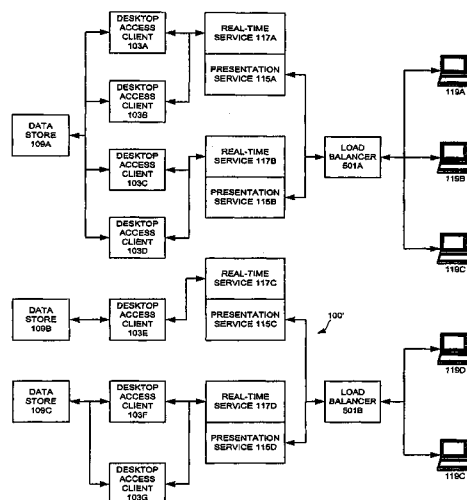 DESKTOP
ACCESS
CLIENT
103A
REAL-TIME
SERVICE 117A
PRESENTATION
SERVICE 115A
119A
DESKTOP
ACCESS
CLIENT
103B
DATA
STORE
109A
DESKTOP
ACCESS
CLIENT
103C
REAL-TIME
SERVICE 117B
PRESENTATION
SERVICE 115B
LOAD
BALANCER
501A
119B
DESKTOP
ACCESS
CLIENT
103D
119C
REAL-TIME
SERVICE 117C
PRESENTATION
SERVICE 115C
100'
DATA
STORE
109B
DESKTOP
ACCESS
CLIENT
103E
119D
DATA
STORE
109C
DESKTOP
ACCESS
CLIENT
103F
REAL-TIME
SERVICE 117D
PRESENTATION
SERVICE 115D
LOAD
BALANCER
501B
DESKTOP
ACCESS
CLIENT
103G
119C